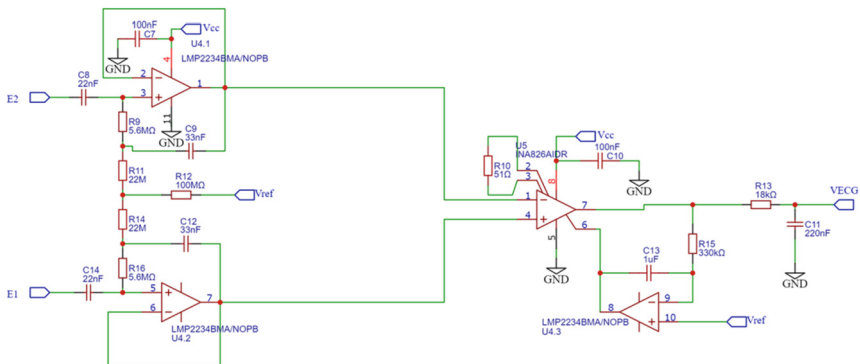 100nF
C7
Vcc
U4.1
LMP2234BMA/NOPB
4
GND
2
1
3
11
GND
C8
22nF
E2
R9
5.6MΩ
C9
33nF
R11
22M
R12
100MΩ
Vref
R14
22M
C12
33nF
R16
5.6MΩ
C14
22nF
E1
5
6
7
LMP2234BMA/NOPB
U4.2
U5
INA826AIDR
R10
51Ω
2
3
1
4
8
7
6
5
GND
Vcc
100nF
C10
GND
R13
18kΩ
VECG
C11
220nF
GND
R15
330kΩ
C13
1uF
8
9
10
LMP2234BMA/NOPB
U4.3
Vref